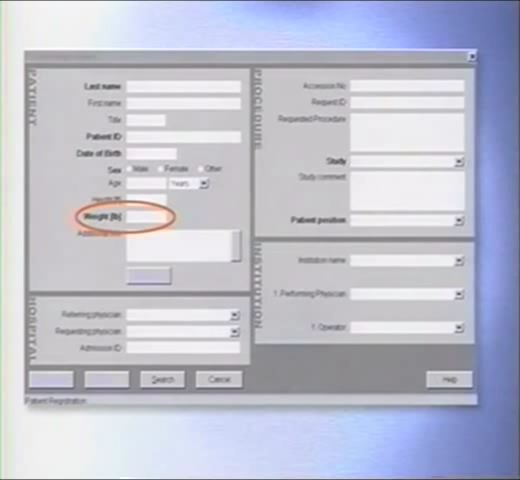 PATIENT
Last name
First name
Title
Patient ID
Date of Birth
Sex Male Female Other
Age Years
Weight [lb]
PROCEDURE
Accession No
Request ID
Requested Procedure
Study
Study comment
Patient position
INSTITUTION
Institution name
1. Performing Physician
1. Operator
HOSPITAL
Referring physician
Requesting physician
Admission ID
Search Cancel Help
Patient Registration